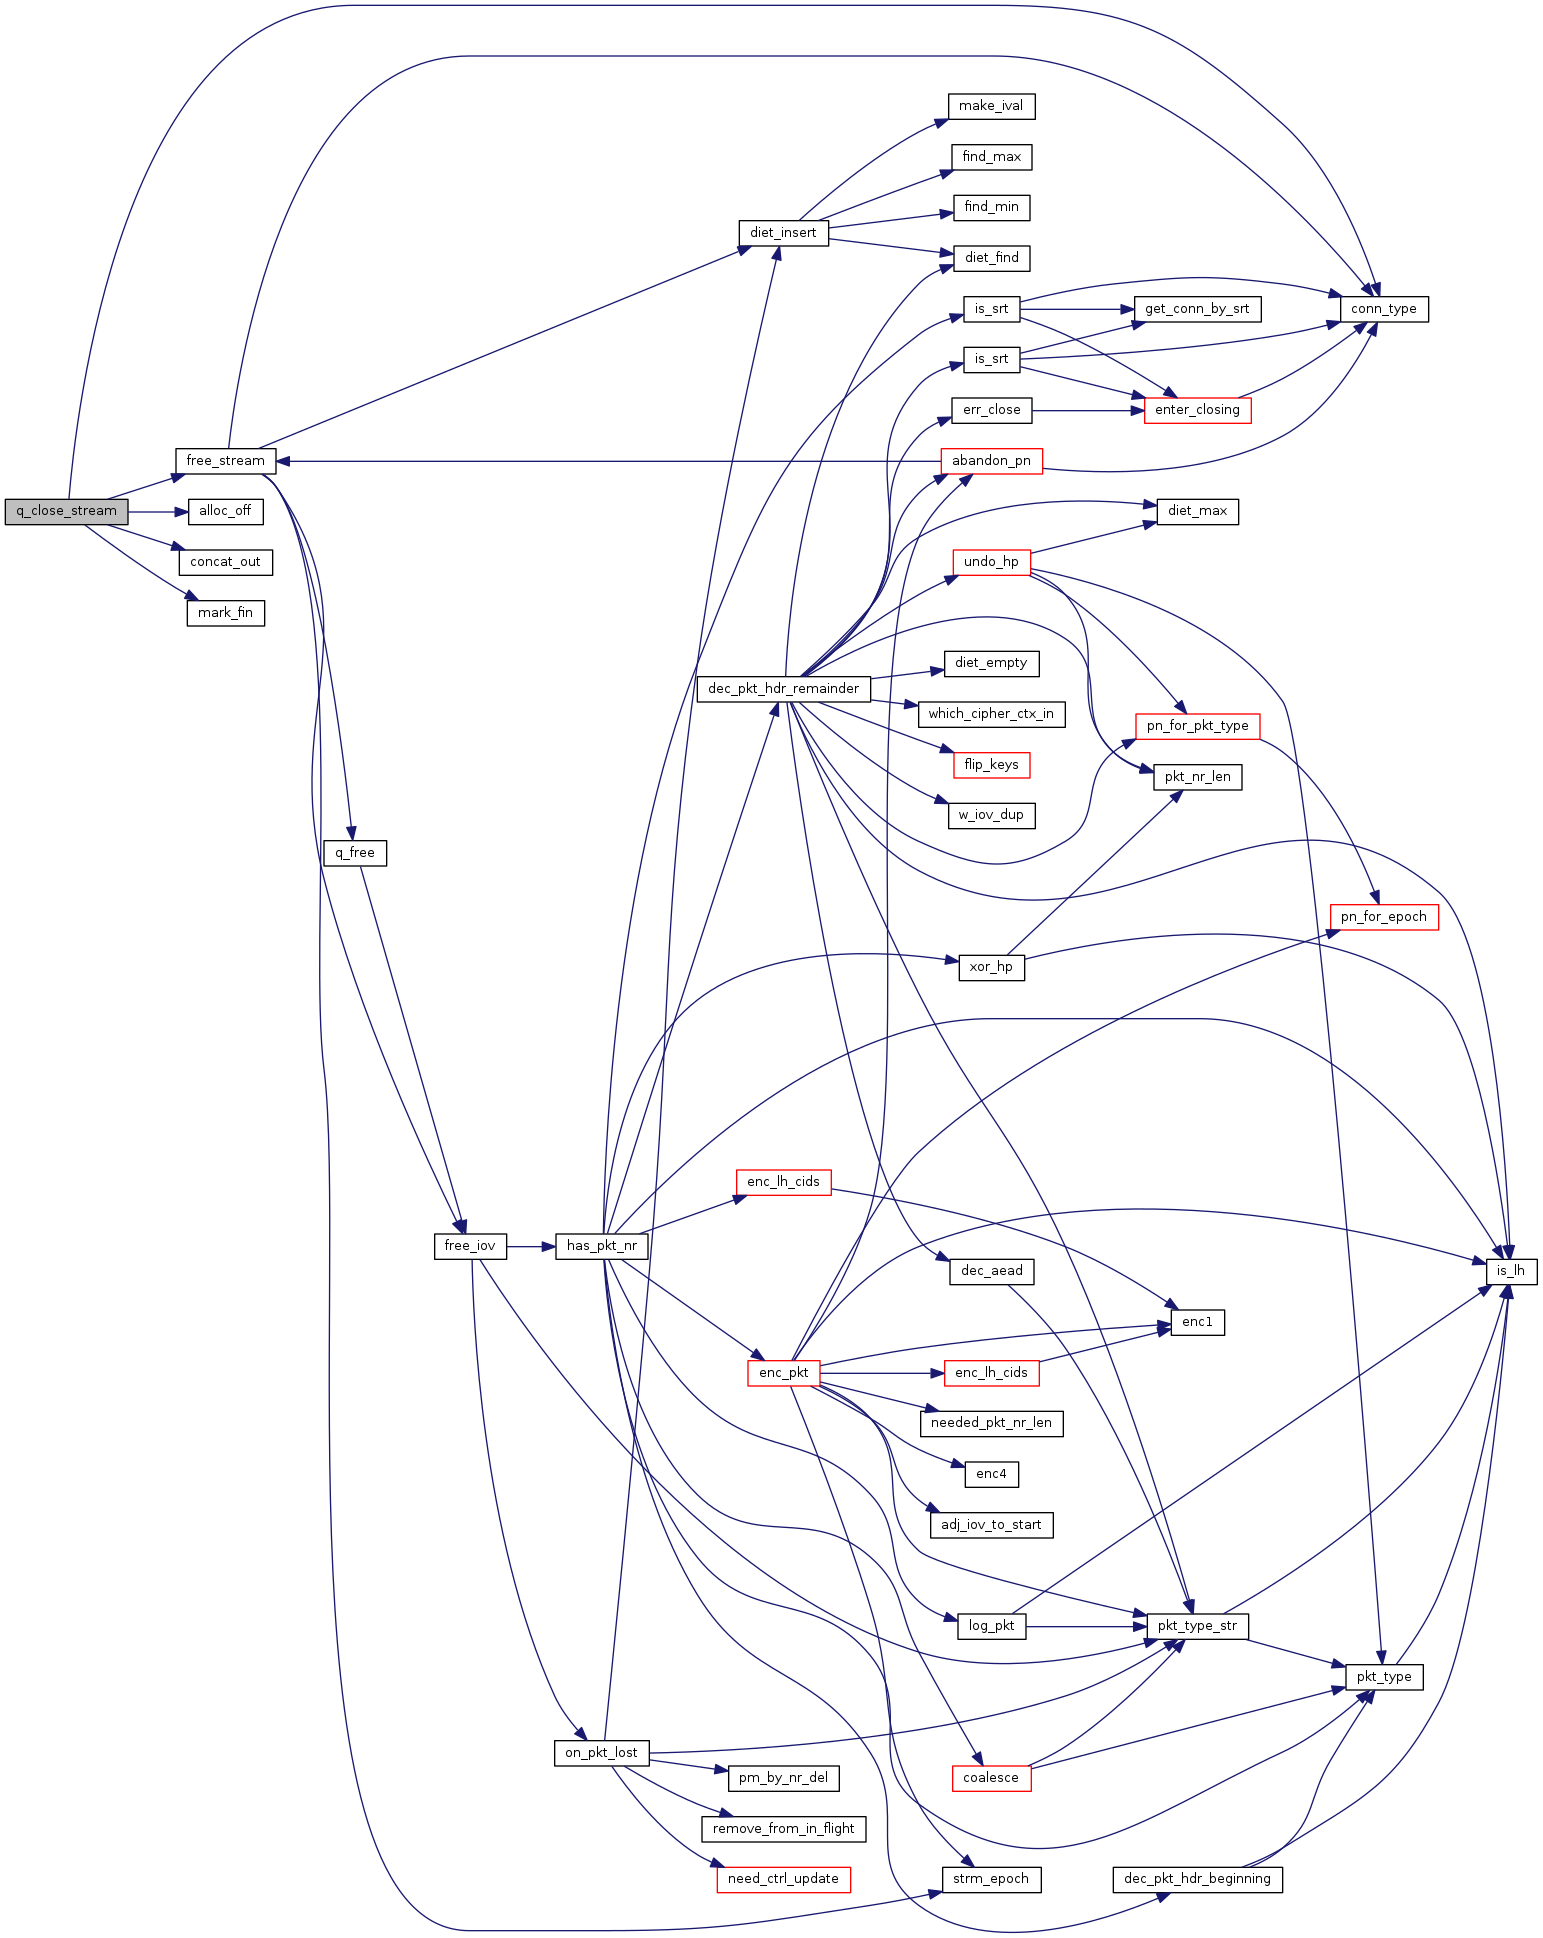 make_ival
find_max
find_min
diet_insert
diet_find
is_srt
get_conn_by_srt
conn_type
is_srt
err_close
enter_closing
free_stream
abandon_pn
q_close_stream
alloc_off
diet_max
concat_out
undo_hp
mark_fin
diet_empty
dec_pkt_hdr_remainder
which_cipher_ctx_in
pn_for_pkt_type
flip_keys
pkt_nr_len
w_iov_dup
q_free
pn_for_epoch
xor_hp
enc_lh_cids
free_iov
has_pkt_nr
dec_aead
is_lh
enc1
enc_pkt
enc_lh_cids
needed_pkt_nr_len
enc4
adj_iov_to_start
log_pkt
pkt_type_str
pkt_type
on_pkt_lost
pm_by_nr_del
coalesce
remove_from_in_flight
need_ctrl_update
strm_epoch
dec_pkt_hdr_beginning